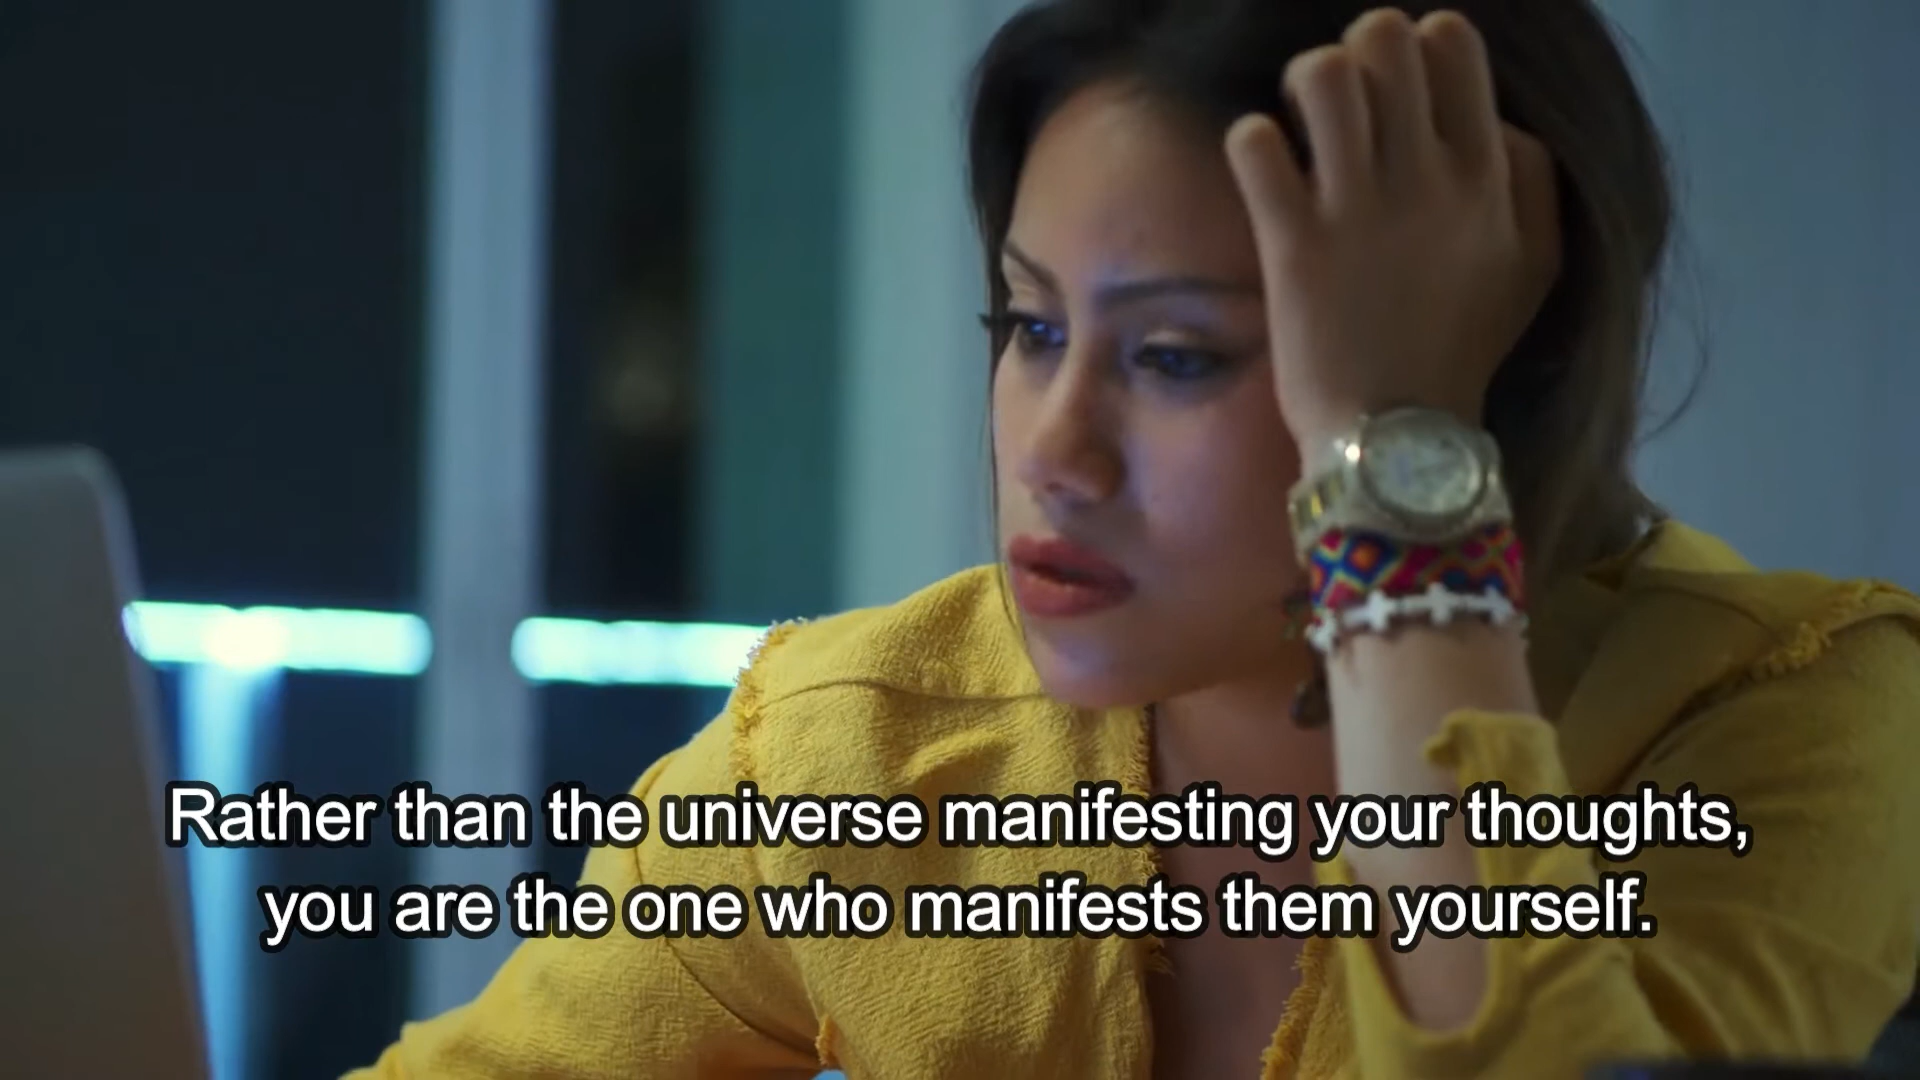 Rather than the universe manifesting your thoughts,
you are the one who manifests them yourself.